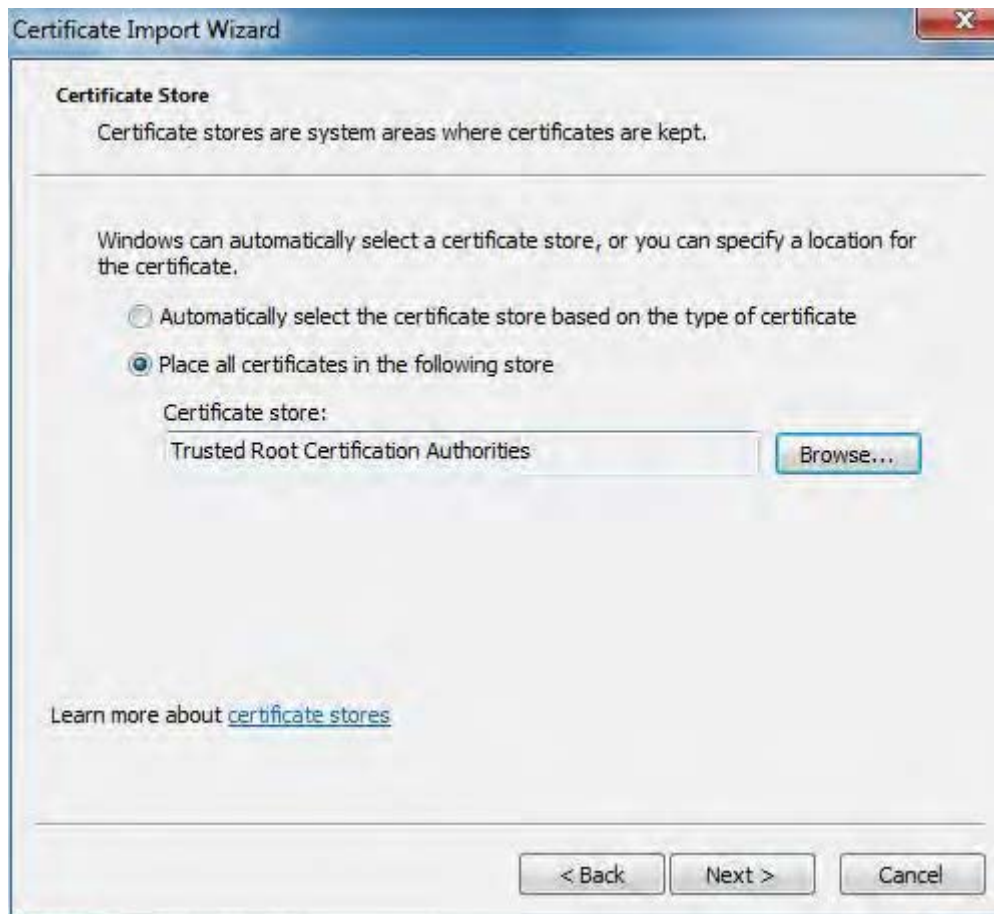 Certificate Import Wizard
Certificate Store
Certificate stores are system areas where certificates are kept.
Windows can automatically select a certificate store, or you can specify a location for
the certificate.
Automatically select the certificate store based on the type of certificate
Place all certificates in the following store
Certificate store:
Trusted Root Certification Authorities
Browse...
Learn more about certificate stores
< Back Next > Cancel